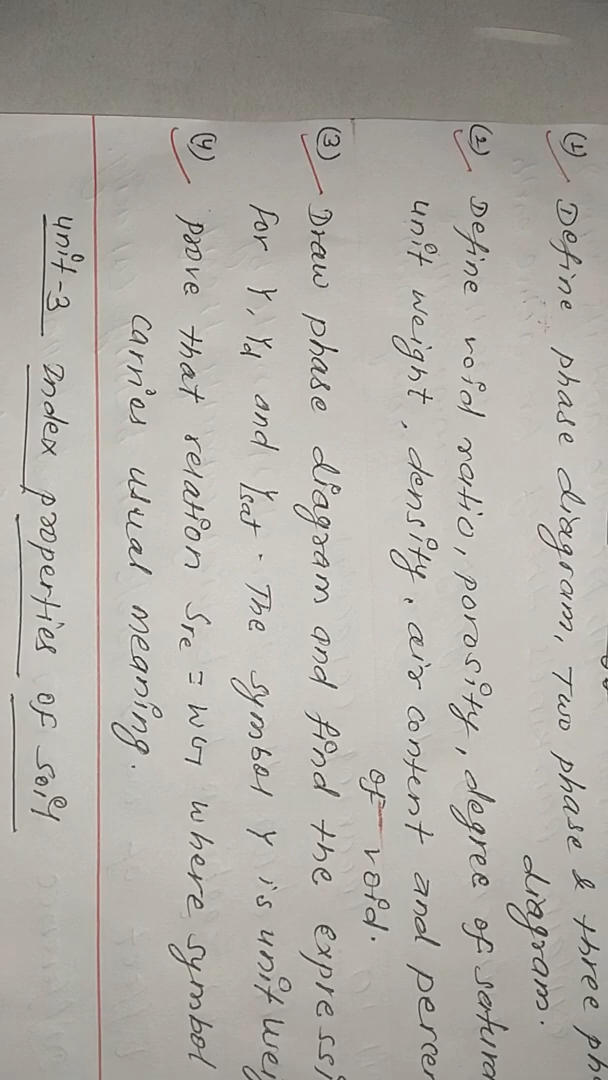 (1) Define phase diagram, Two phase & three ph
diagram.
(2) Define void ratio, porosity, degree of satura
unit weight, density, air content and percen
of void.
(3) Draw phase diagram and find the expressi
for γ, γd and γsat. The symbol γ is unit wei
(4) prove that relation Sre = wG where symbol
carries usual meaning.
unit-3 Index properties of soil